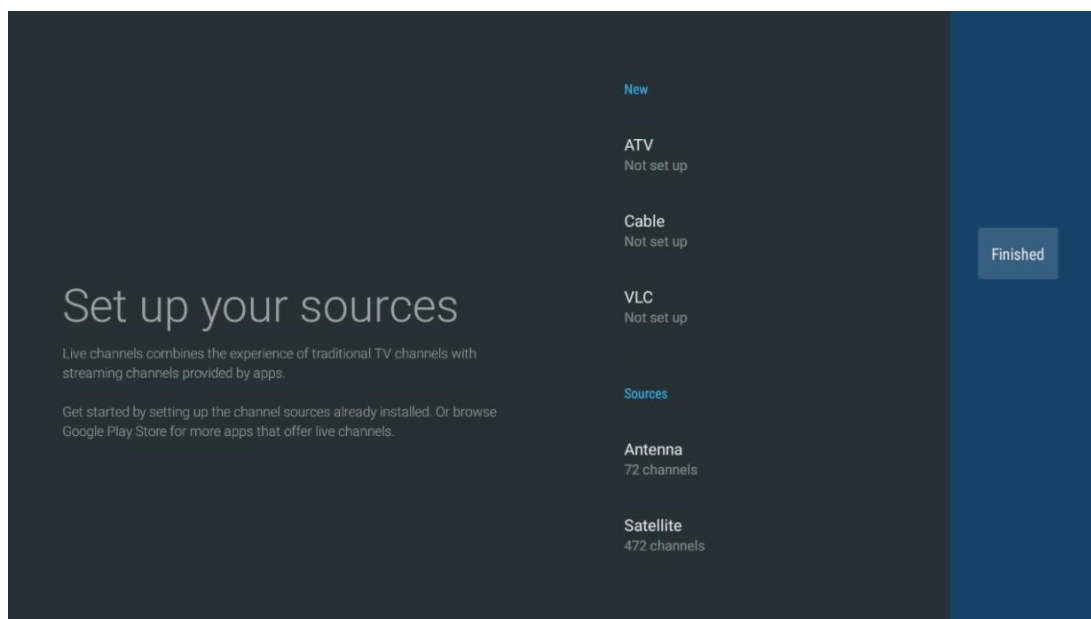 Set up your sources
Live channels combines the experience of traditional TV channels with
streaming channels provided by apps.
Get started by setting up the channel sources already installed. Or browse
Google Play Store for more apps that offer live channels.
New
ATV
Not set up
Cable
Not set up
VLC
Not set up
Sources
Antenna
72 channels
Satellite
472 channels
Finished